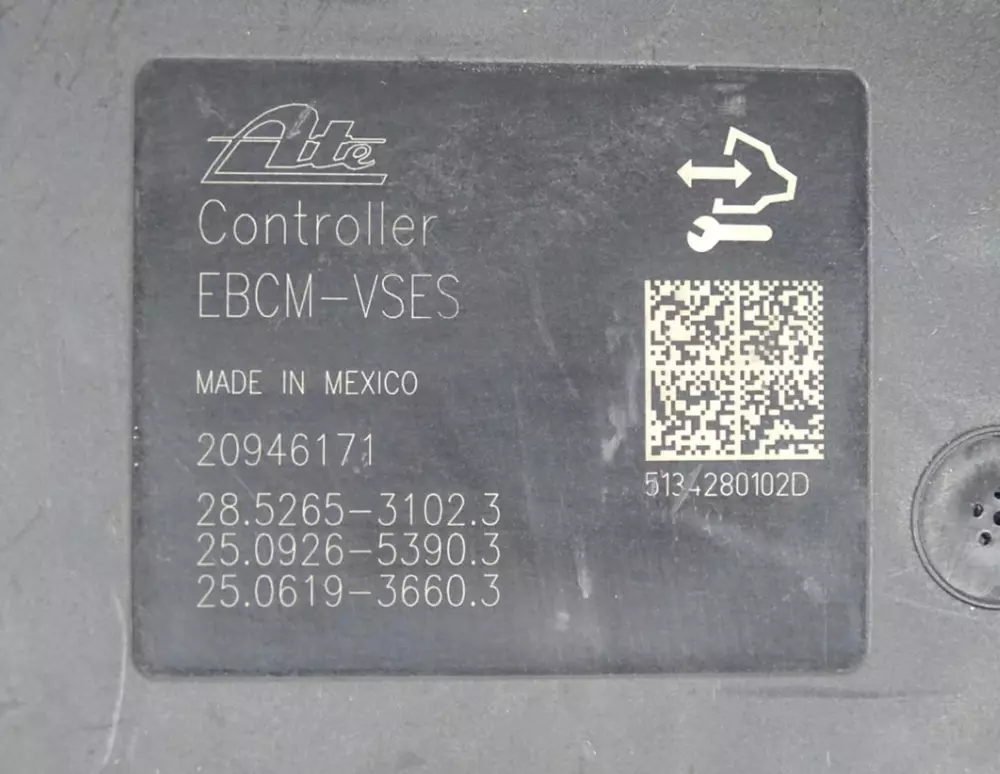 Ate
Controller
EBCM-VSES
MADE IN MEXICO
20946171
28.5265-3102.3
25.0926-5390.3
25.0619-3660.3
5134280102D